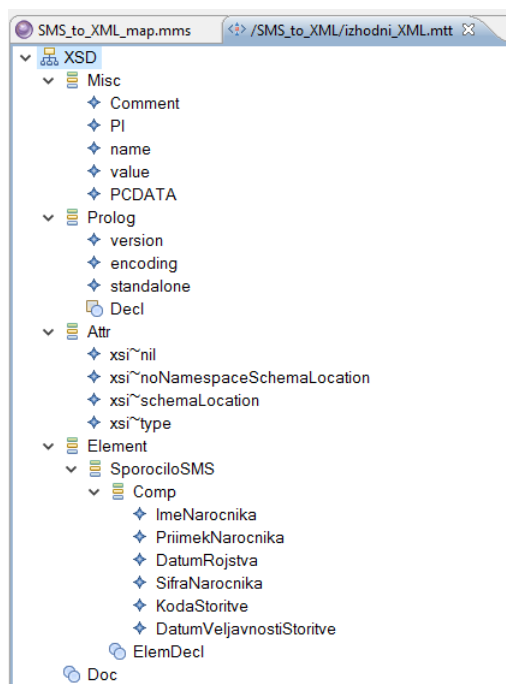 SMS_to_XML_map.mms /SMS_to_XML/izhodni_XML.mtt
XSD
Misc
Comment
PI
name
value
PCDATA
Prolog
version
encoding
standalone
Decl
Attr
xsi~nil
xsi~noNamespaceSchemaLocation
xsi~schemaLocation
xsi~type
Element
SporociloSMS
Comp
ImeNarocnika
PriimekNarocnika
DatumRojstva
SifraNarocnika
KodaStoritve
DatumVeljavnostiStoritve
ElemDecl
Doc